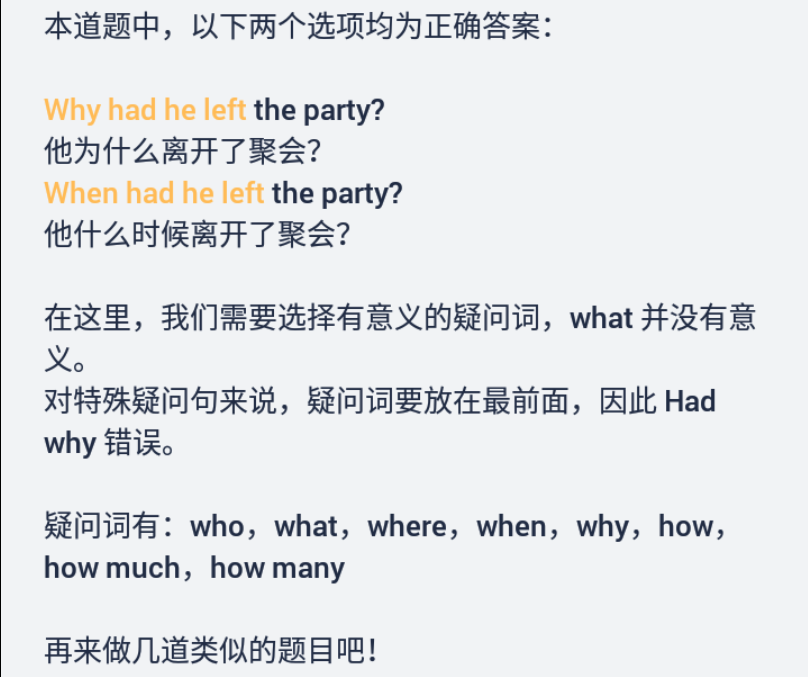 本道题中，以下两个选项均为正确答案：
Why had he left the party?
他为什么离开了聚会？
When had he left the party?
他什么时候离开了聚会？
在这里，我们需要选择有意义的疑问词，what 并没有意
义。
对特殊疑问句来说，疑问词要放在最前面，因此 Had
why 错误。
疑问词有：who，what，where，when，why，how，
how much，how many
再来做几道类似的题目吧！